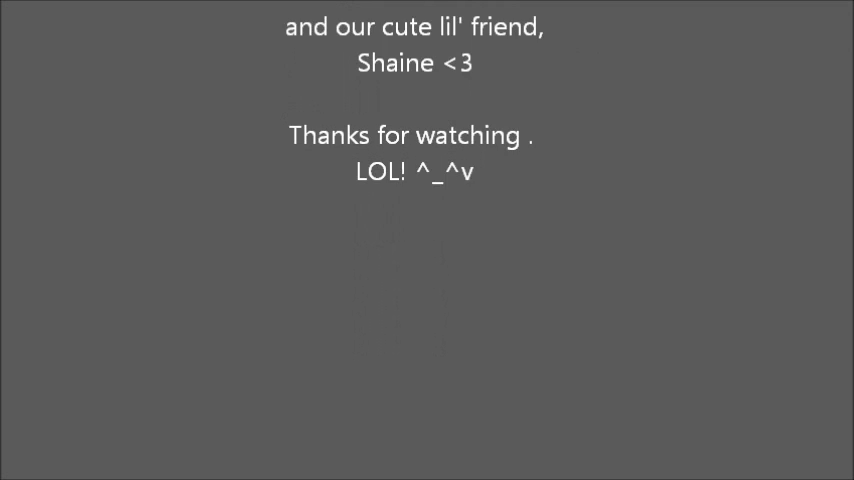 and our cute lil' friend,
Shaine <3
Thanks for watching .
LOL! ^_^v